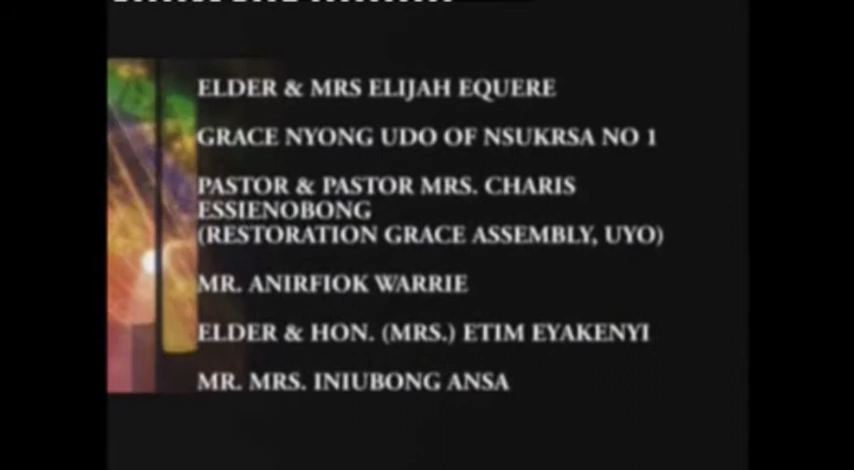 ELDER & MRS ELIJAH EQUERE
GRACE NYONG UDO OF NSUKRSA NO 1
PASTOR & PASTOR MRS. CHARIS
ESSIENOBONG
(RESTORATION GRACE ASSEMBLY, UYO)
MR. ANIRFIOK WARRIE
ELDER & HON. (MRS.) ETIM EYAKENYI
MR. MRS. INIUBONG ANSA